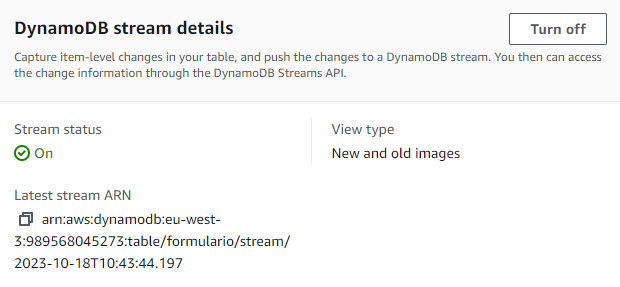 DynamoDB stream details
Turn off
Capture item-level changes in your table, and push the changes to a DynamoDB stream. You then can access
the change information through the DynamoDB Streams API.
Stream status
On
View type
New and old images
Latest stream ARN
arn:aws:dynamodb:eu-west-
3:989568045273:table/formulario/stream/
2023-10-18T10:43:44.197